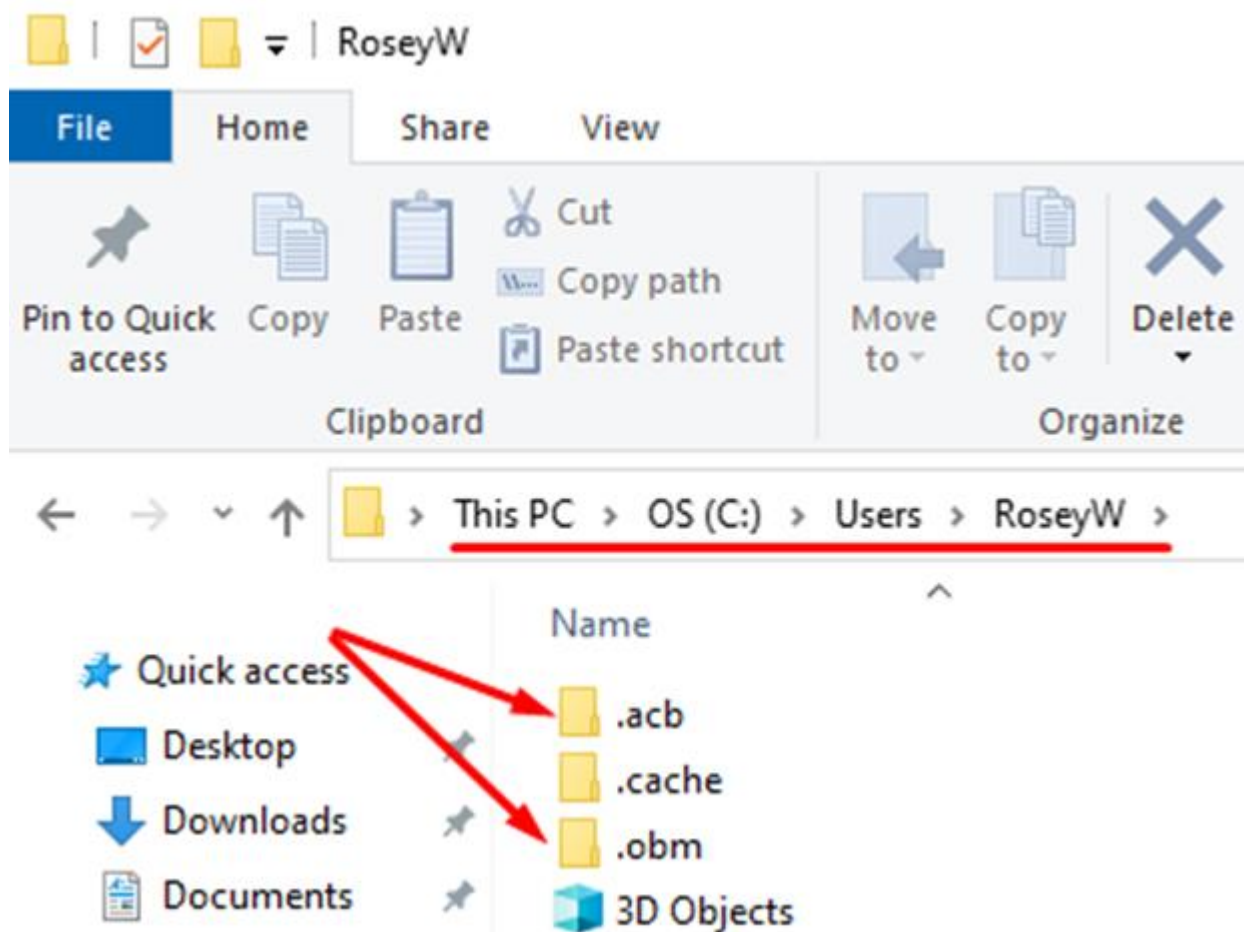 RoseyW
File Home Share View
Pin to Quick access
Copy
Paste
Cut
Copy path
Paste shortcut
Move to
Copy to
Delete
Clipboard
Organize
This PC > OS (C:) > Users > RoseyW >
Name
Quick access
Desktop
Downloads
Documents
.acb
.cache
.obm
3D Objects